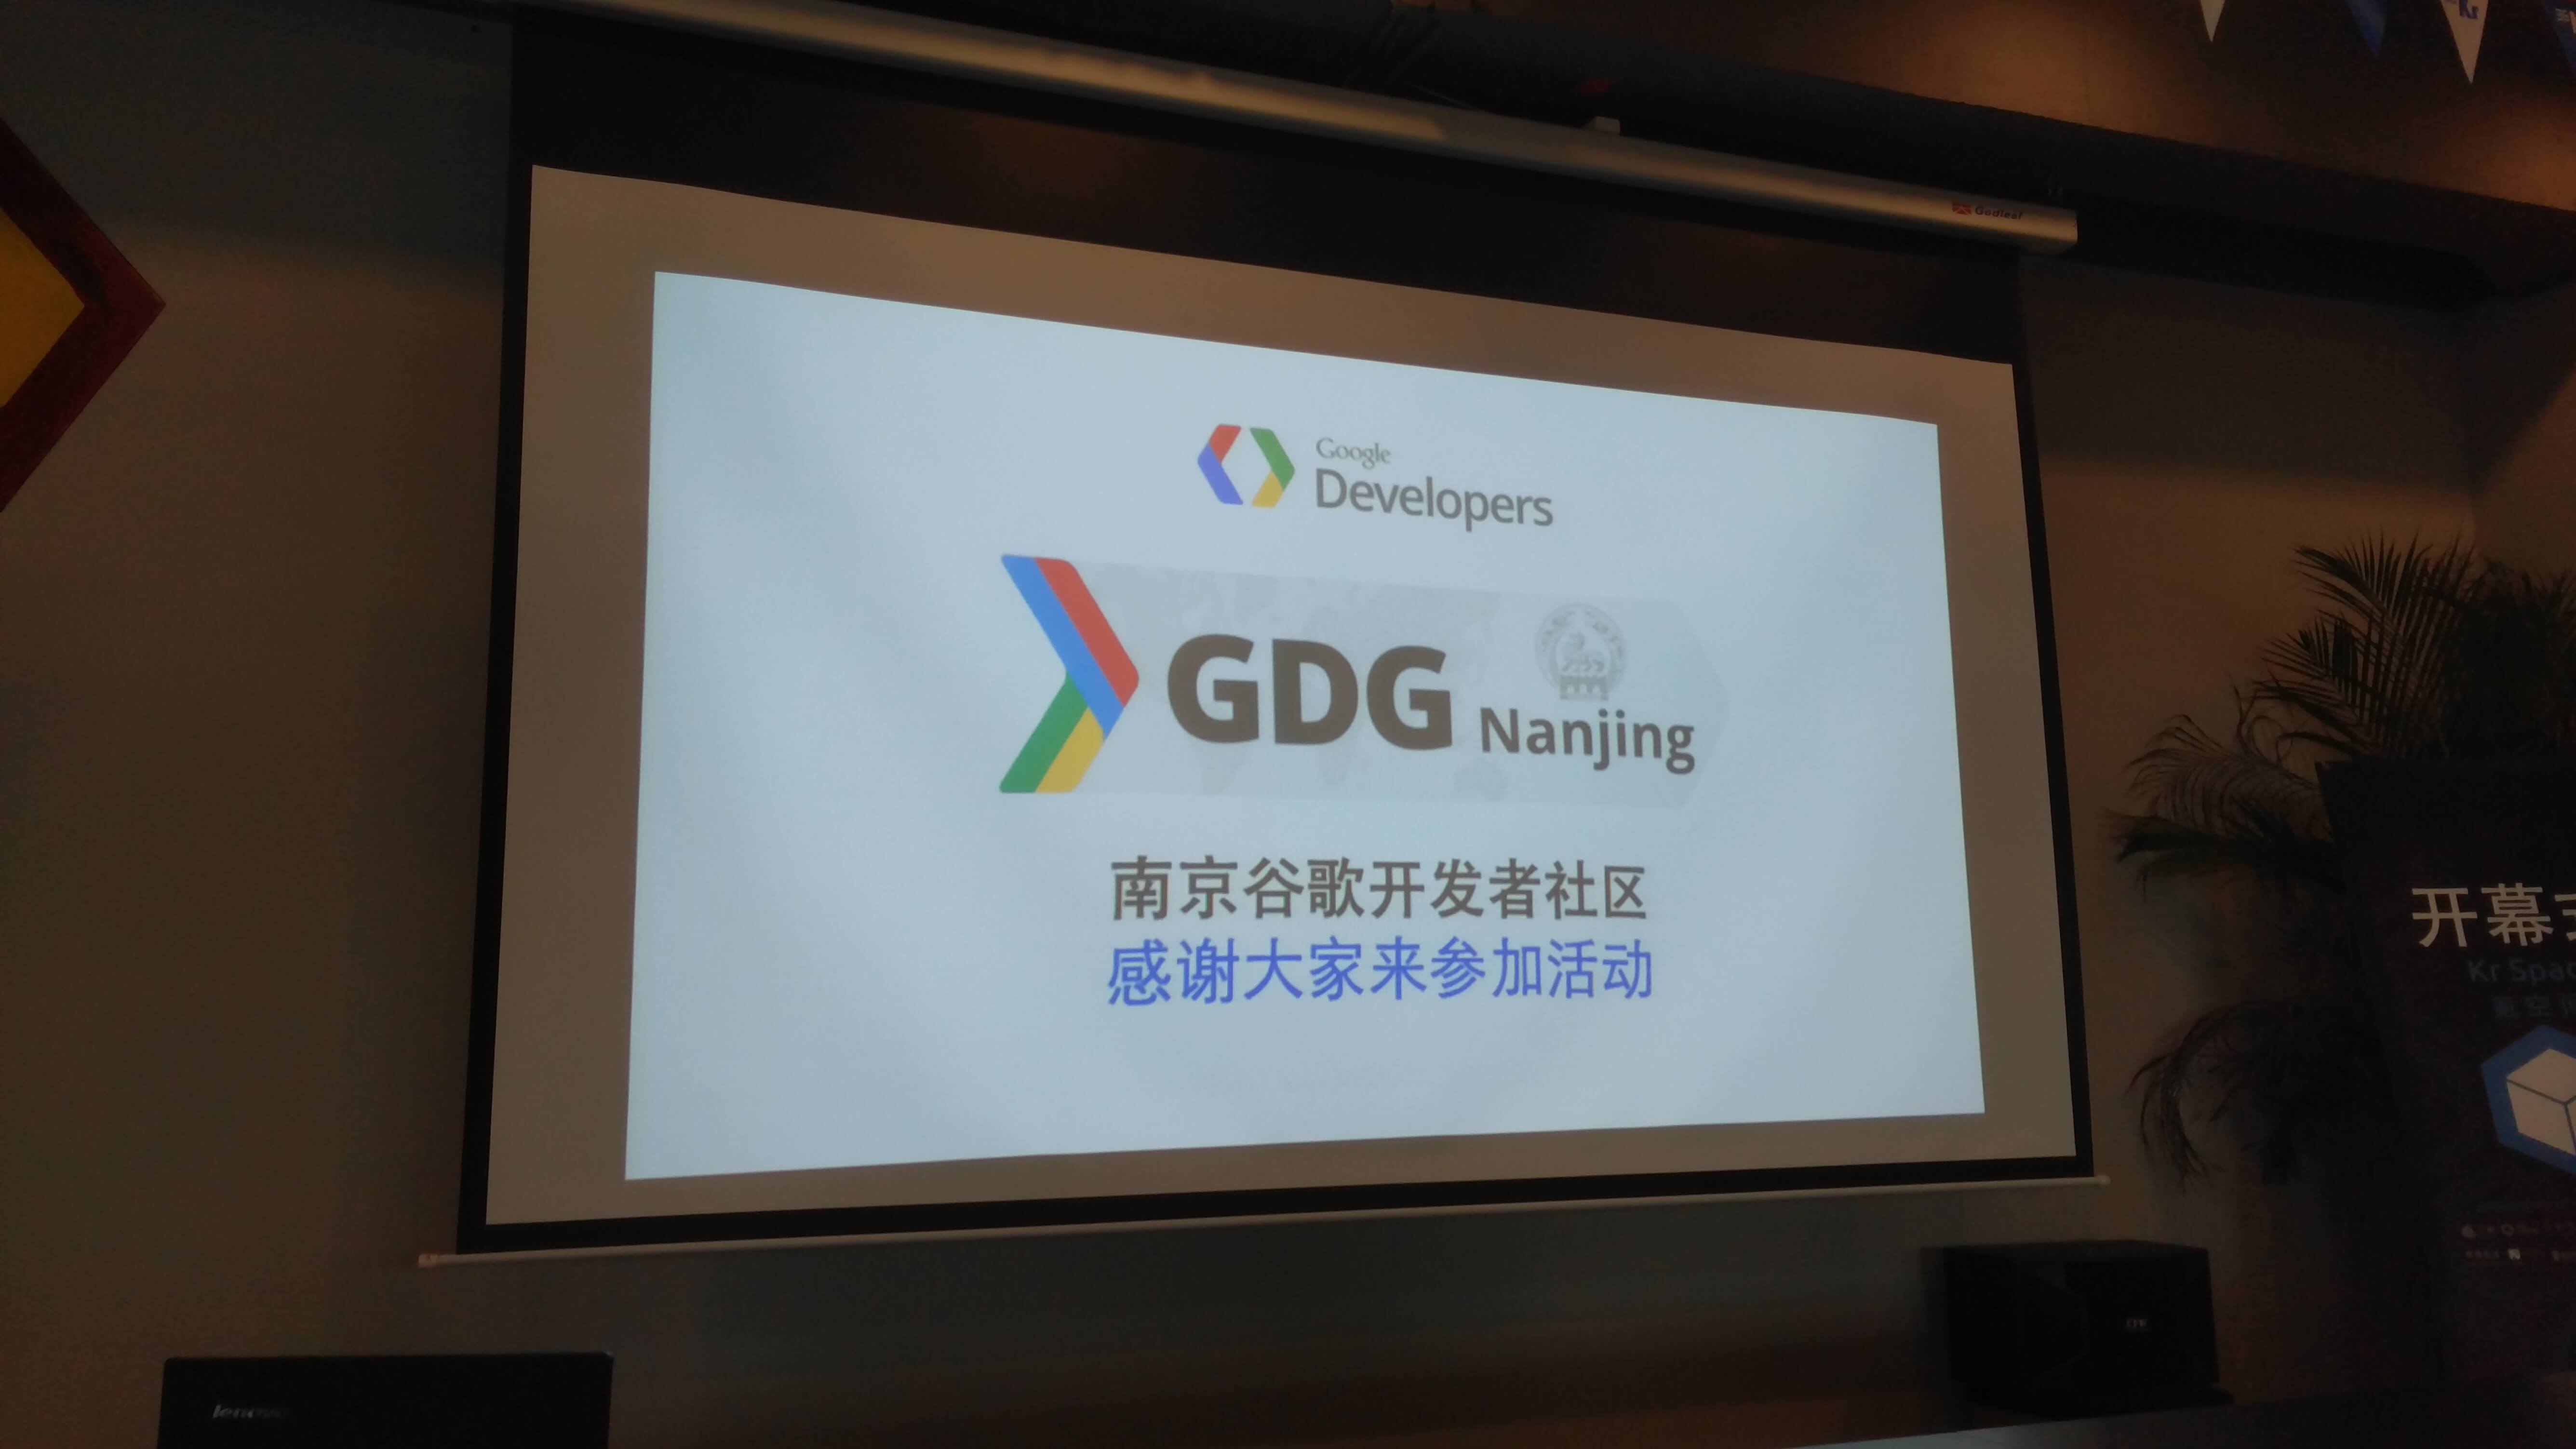 Kr
Godleaf
Google
Developers
GDG Nanjing
南京谷歌开发者社区
感谢大家来参加活动
开幕
Kr Spac
lenovo